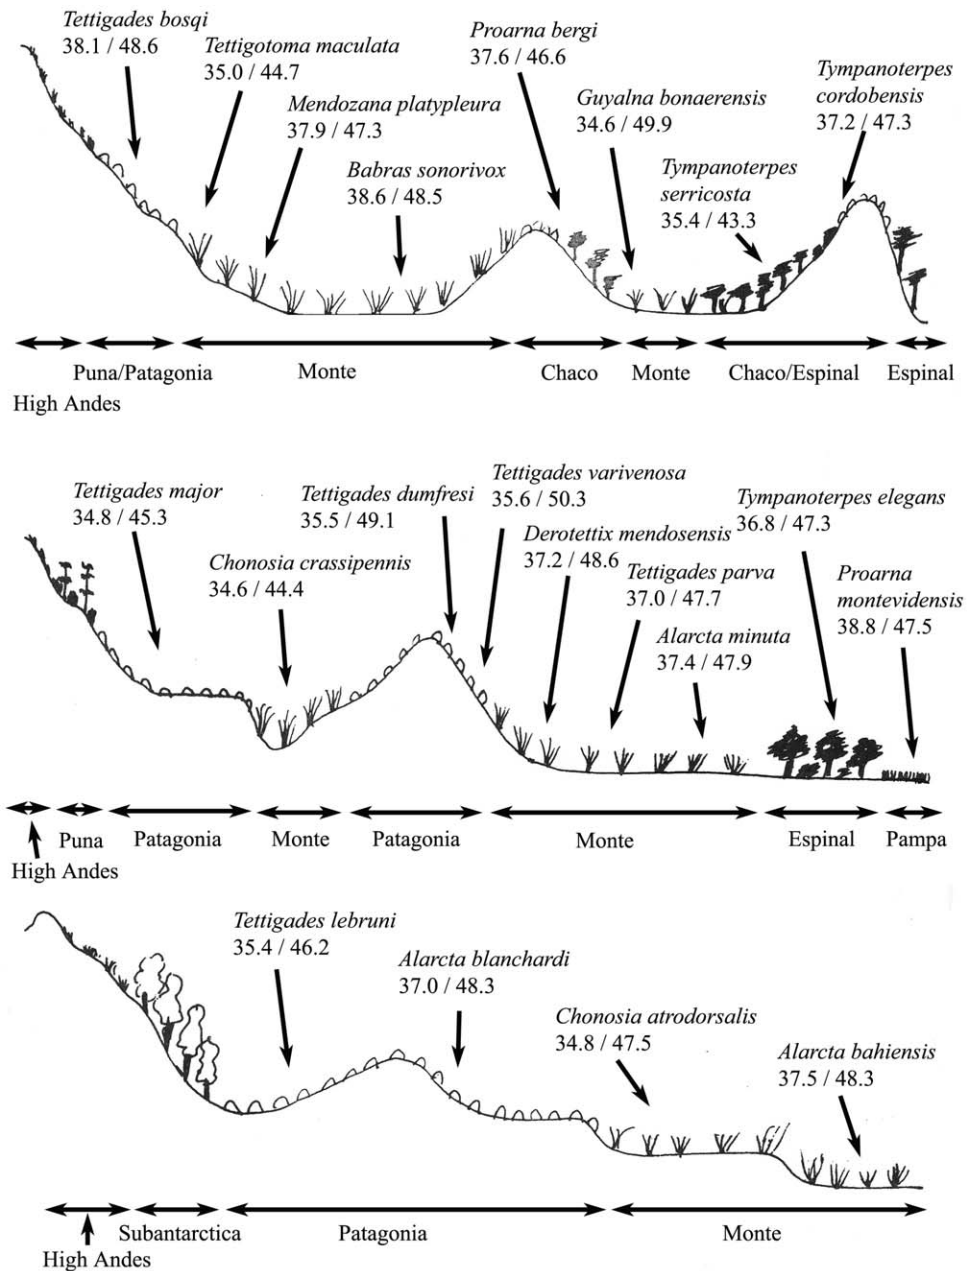 Tettigades bosqi
38.1 / 48.6
Tettigotoma maculata
35.0 / 44.7
Mendozana platypleura
37.9 / 47.3
Babras sonorivox
38.6 / 48.5
Proarna bergi
37.6 / 46.6
Guyalna bonaerensis
34.6 / 49.9
Tympanoterpes
serricosta
35.4 / 43.3
Tympanoterpes
cordobensis
37.2 / 47.3
High Andes
Puna/Patagonia
Monte
Chaco
Monte
Chaco/Espinal
Espinal
Tettigades major
34.8 / 45.3
Chonosia crassipennis
34.6 / 44.4
Tettigades dumfresi
35.5 / 49.1
Tettigades varivenosa
35.6 / 50.3
Derotettix mendosensis
37.2 / 48.6
Tettigades parva
37.0 / 47.7
Alarcta minuta
37.4 / 47.9
Tympanoterpes elegans
36.8 / 47.3
Proarna
montevidensis
38.8 / 47.5
High Andes
Puna
Patagonia
Monte
Patagonia
Monte
Espinal
Pampa
Tettigades lebruni
35.4 / 46.2
Alarcta blanchardi
37.0 / 48.3
Chonosia atrodorsalis
34.8 / 47.5
Alarcta bahiensis
37.5 / 48.3
High Andes
Subantarctica
Patagonia
Monte